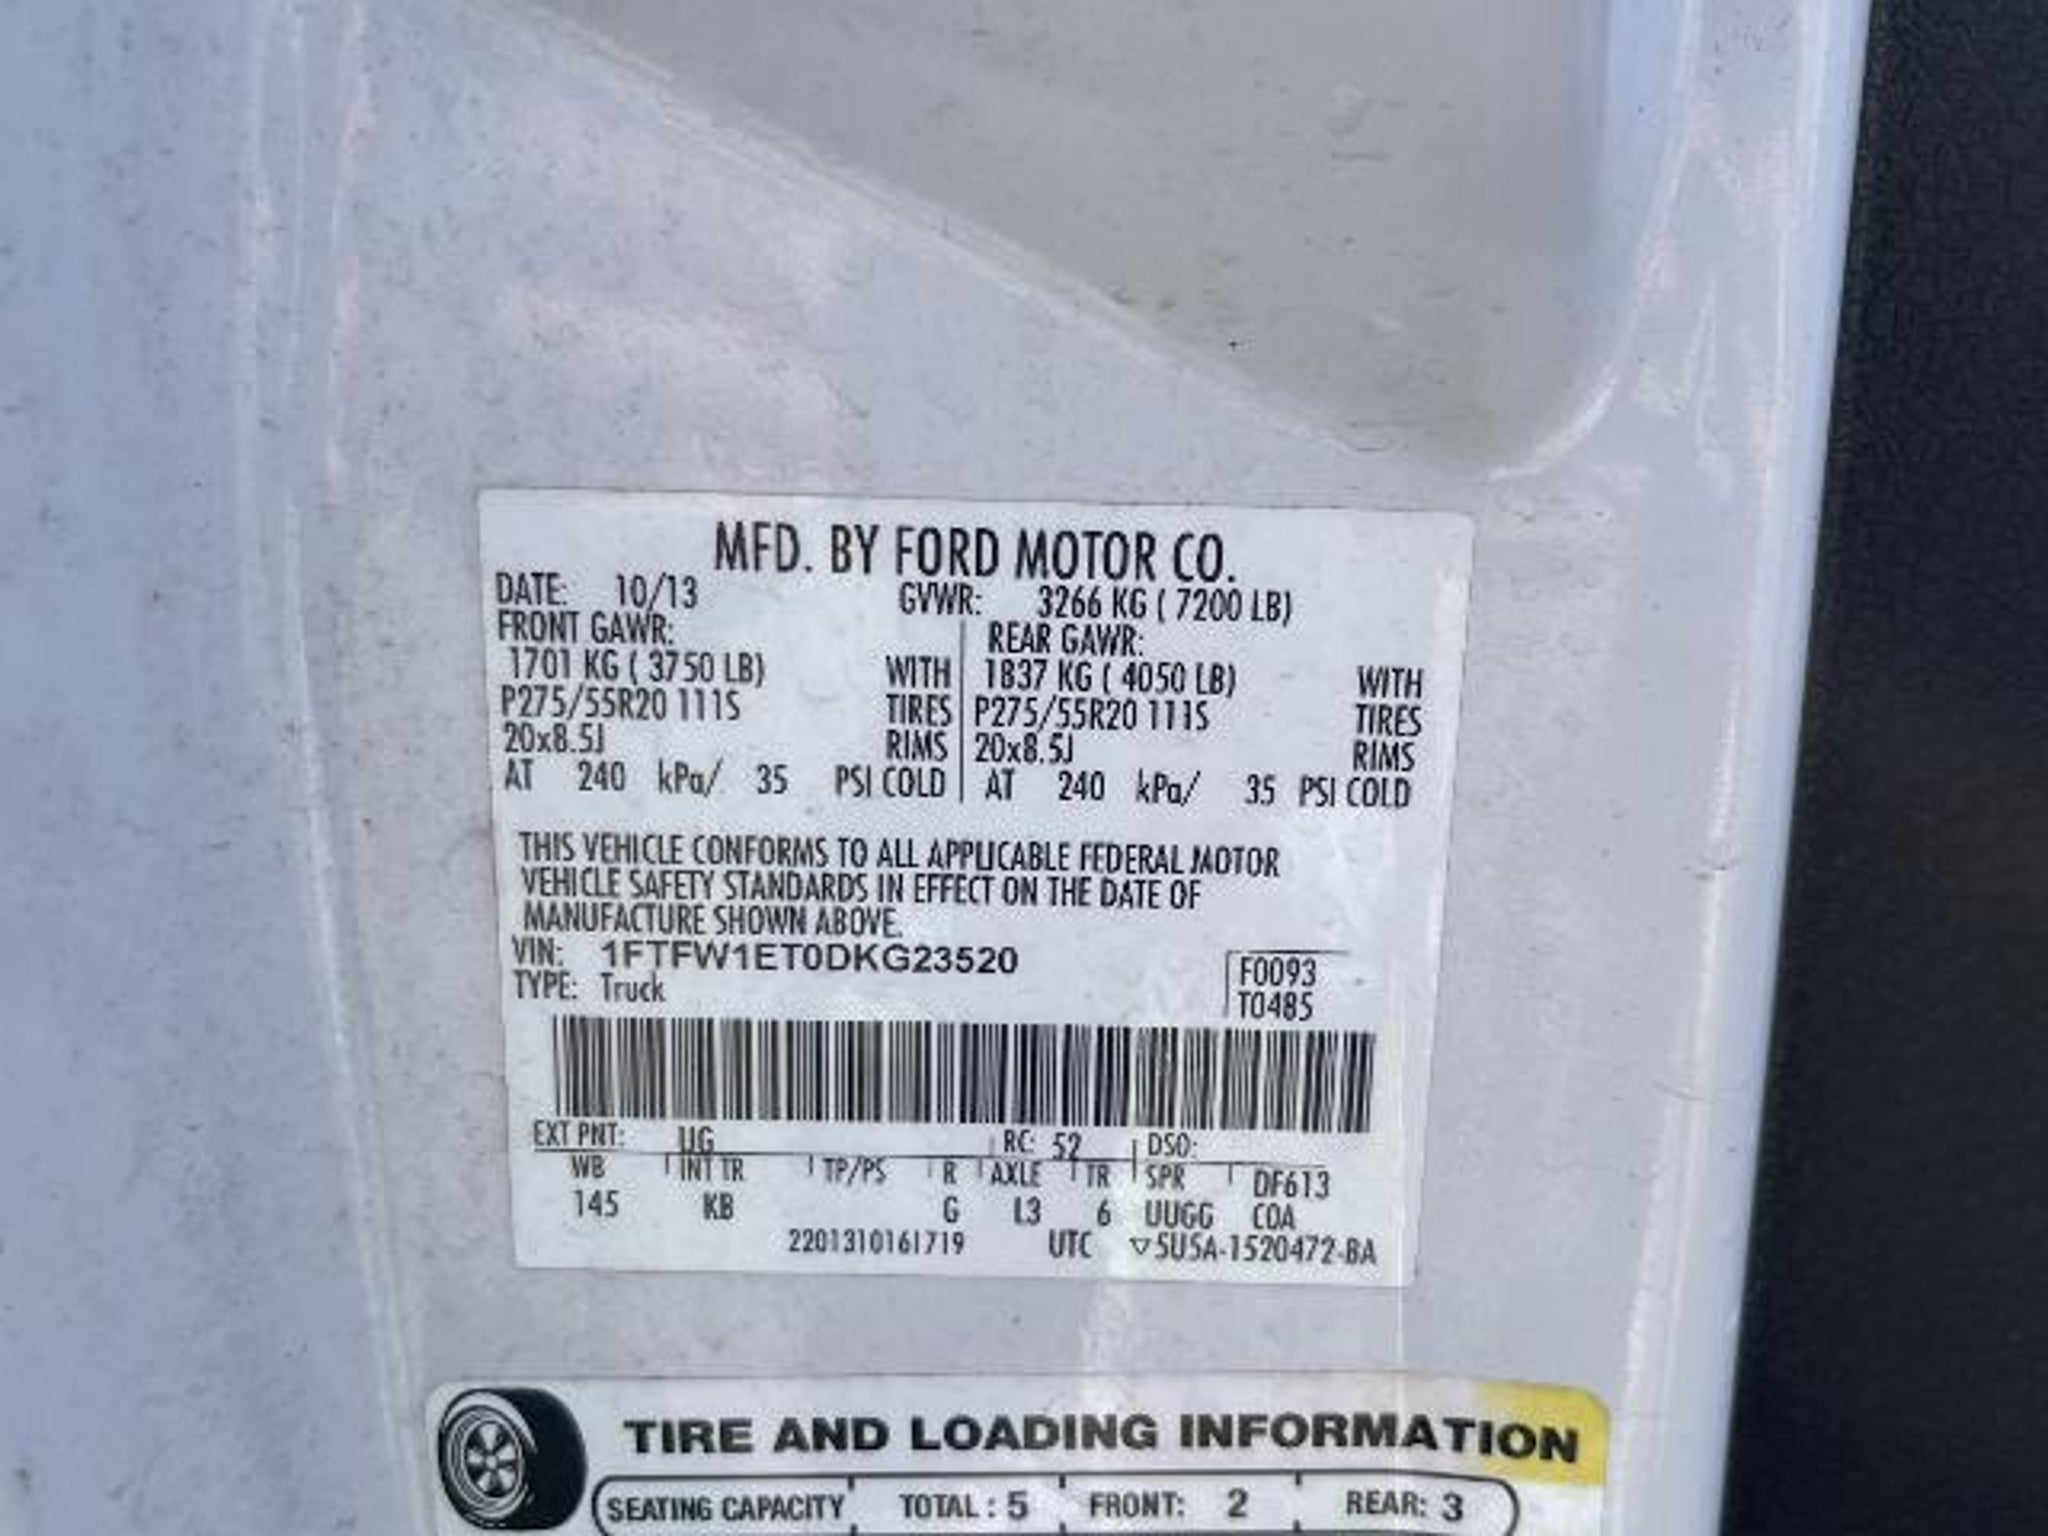 MFD. BY FORD MOTOR CO.
DATE: 10/13 GVWR: 3266 KG ( 7200 LB)
FRONT GAWR: REAR GAWR:
1701 KG ( 3750 LB) WITH 1837 KG ( 4050 LB) WITH
P275/55R20 111S TIRES P275/55R20 111S TIRES
20x8.5J RIMS 20x8.5J RIMS
AT 240 kPa/ 35 PSI COLD AT 240 kPa/ 35 PSI COLD
THIS VEHICLE CONFORMS TO ALL APPLICABLE FEDERAL MOTOR
VEHICLE SAFETY STANDARDS IN EFFECT ON THE DATE OF
MANUFACTURE SHOWN ABOVE.
VIN: 1FTFW1ET0DKG23520 F0093
TYPE: Truck T0485
EXT PNT: UG RC: 52 DSO:
WB INT TR TP/PS R AXLE TR SPR DF613
145 KB G L3 6 UUGG COA
2201310161719 UTC ▽5U5A-1520472-BA
TIRE AND LOADING INFORMATION
SEATING CAPACITY TOTAL : 5 FRONT: 2 REAR: 3